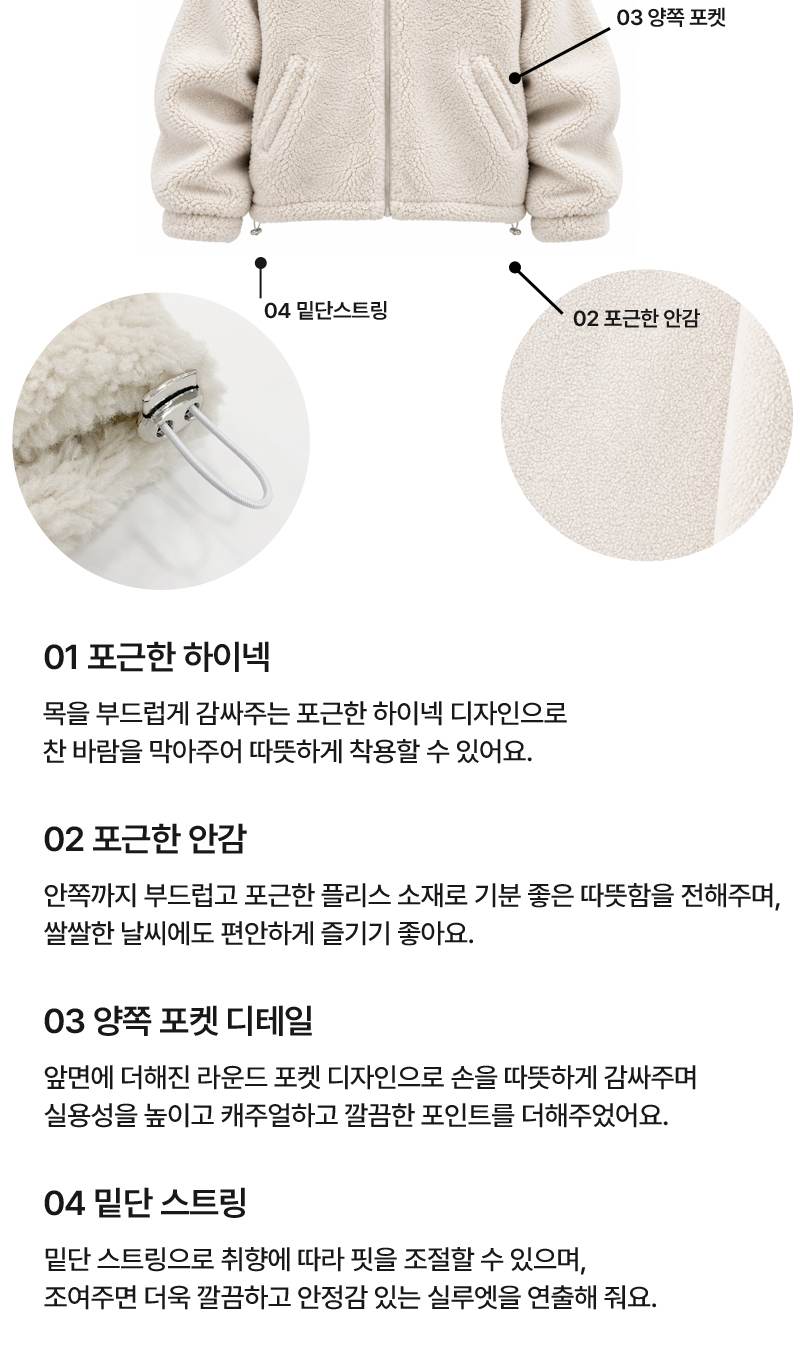 03 양쪽 포켓
04 밑단스트링
02 포근한 안감
01 포근한 하이넥
목을 부드럽게 감싸주는 포근한 하이넥 디자인으로
찬 바람을 막아주어 따뜻하게 착용할 수 있어요.
02 포근한 안감
안쪽까지 부드럽고 포근한 플리스 소재로 기분 좋은 따뜻함을 전해주며,
쌀쌀한 날씨에도 편안하게 즐기기 좋아요.
03 양쪽 포켓 디테일
앞면에 더해진 라운드 포켓 디자인으로 손을 따뜻하게 감싸주며
실용성을 높이고 캐주얼하고 깔끔한 포인트를 더해주었어요.
04 밑단 스트링
밑단 스트링으로 취향에 따라 핏을 조절할 수 있으며,
조여주면 더욱 깔끔하고 안정감 있는 실루엣을 연출해 줘요.